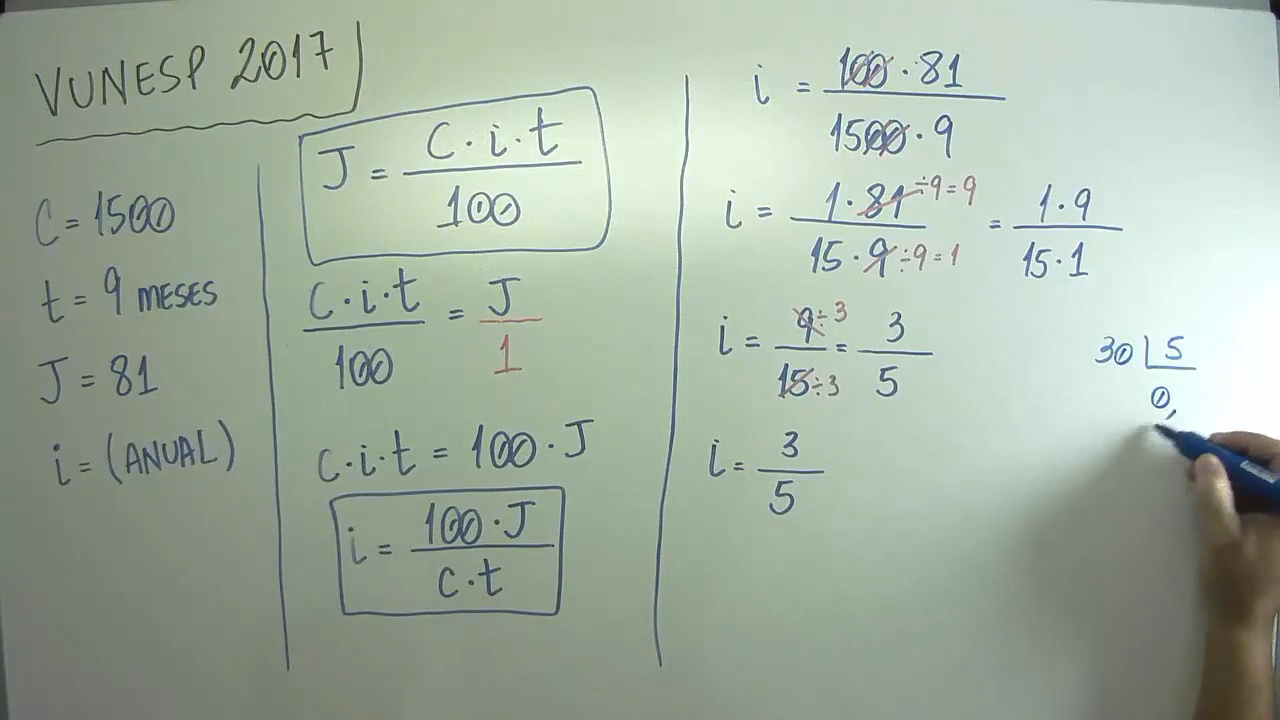 VUNESP 2017
C = 1500
t = 9 MESES
J = 81
i = (ANUAL)
J = C·i·t / 100
C·i·t / 100 = J / 1
C·i·t = 100·J
i = 100·J / C·t
i = 100·81 / 1500·9
i = 1·81 ÷9=9 / 15·9 ÷9=1 = 1·9 / 15·1
i = 9÷3 / 15÷3 = 3 / 5
i = 3 / 5
30 | 5
0,